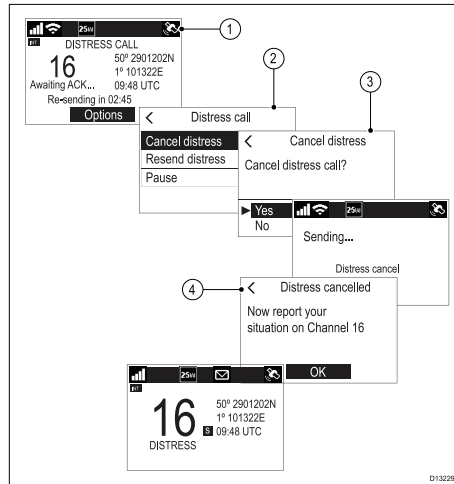 25W
1
INT
DISTRESS CALL
16
50º 2901202N
1º 101322E
Awaiting ACK...
09:48 UTC
Re-sending in 02:45
Options
2
Distress call
Cancel distress
Resend distress
Pause
3
Cancel distress
Cancel distress call?
Yes
No
25W
Sending...
Distress cancel
4
Distress cancelled
Now report your
situation on Channel 16
OK
25W
INT
16
50º 2901202N
1º 101322E
S 09:48 UTC
DISTRESS
D13229